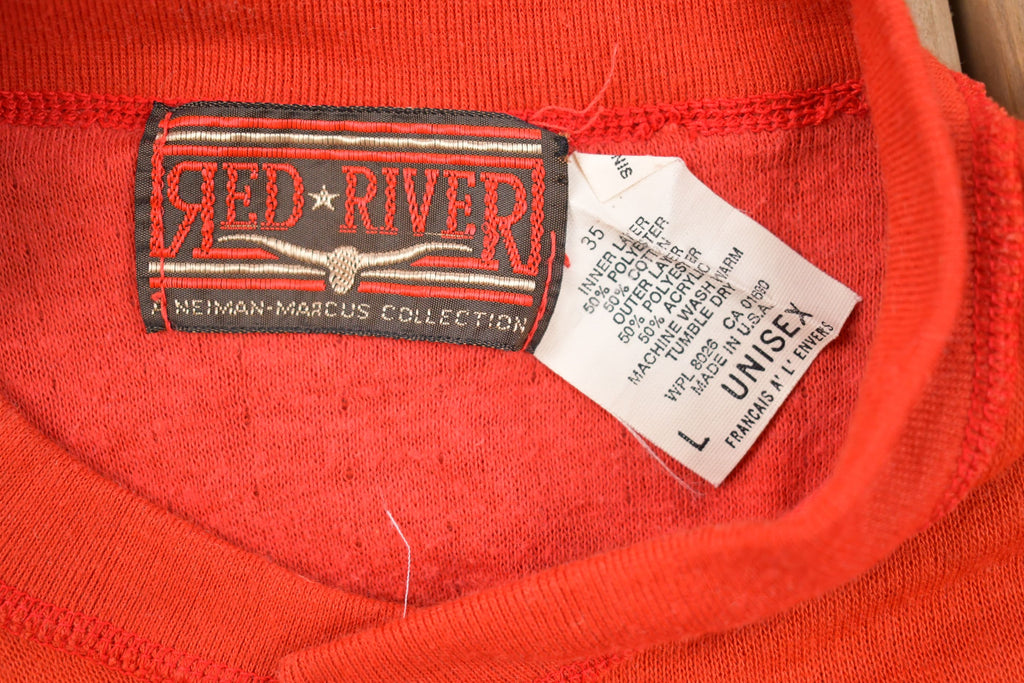 RED★RIVER
NEIMAN-MARCUS COLLECTION
35
INNER LAYER
50% POLYESTER
50% COTTON
OUTER LAYER
50% POLYESTER
50% ACRYLIC
MACHINE WASH WARM
TUMBLE DRY
WPL 8026 CA 01690
MADE IN U.S.A.
L UNISEX
FRANCAIS A' L' ENVERS